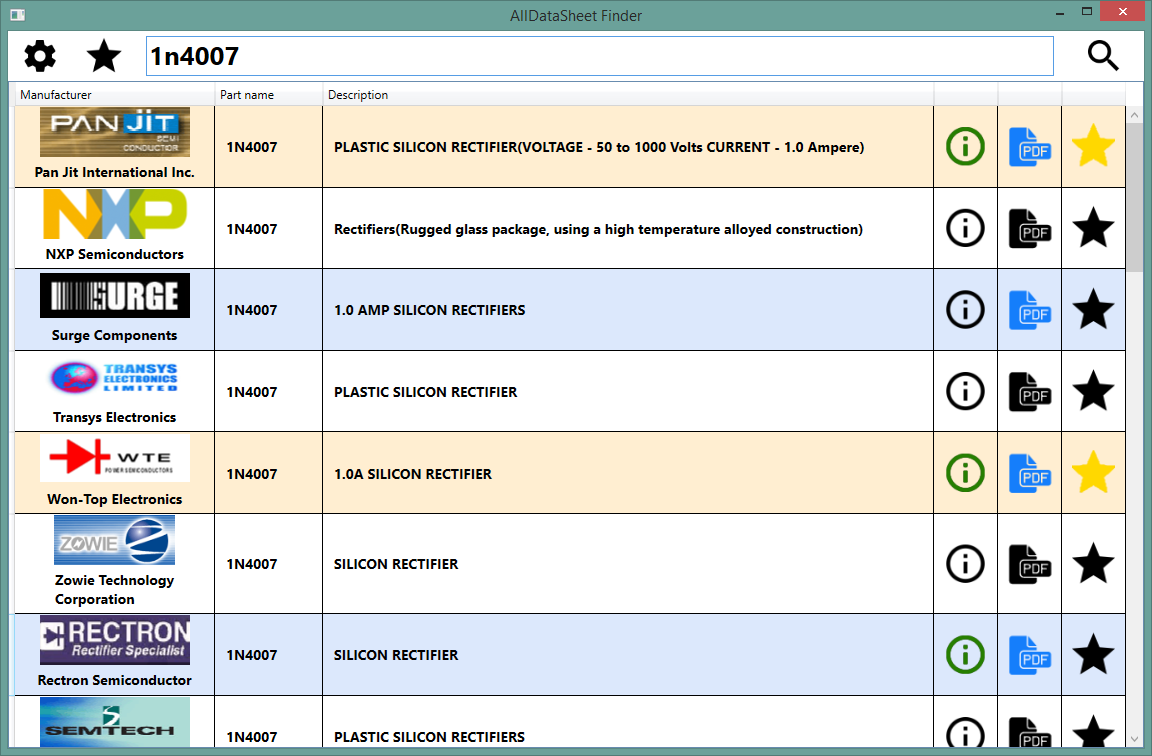 AllDataSheet Finder
1n4007
Manufacturer Part name Description
PAN JIT
SEMI
CONDUCTOR
Pan Jit International Inc.
1N4007
PLASTIC SILICON RECTIFIER(VOLTAGE - 50 to 1000 Volts CURRENT - 1.0 Ampere)
PDF
NXP
NXP Semiconductors
1N4007
Rectifiers(Rugged glass package, using a high temperature alloyed construction)
PDF
SURGE
Surge Components
1N4007
1.0 AMP SILICON RECTIFIERS
PDF
TRANSYS
ELECTRONICS
LIMITED
Transys Electronics
1N4007
PLASTIC SILICON RECTIFIER
PDF
WTE
POWER SEMICONDUCTORS
Won-Top Electronics
1N4007
1.0A SILICON RECTIFIER
PDF
ZOWIE
Zowie Technology
Corporation
1N4007
SILICON RECTIFIER
PDF
RECTRON
Rectifier Specialist
Rectron Semiconductor
1N4007
SILICON RECTIFIER
PDF
SEMTECH
1N4007
PLASTIC SILICON RECTIFIERS
PDF